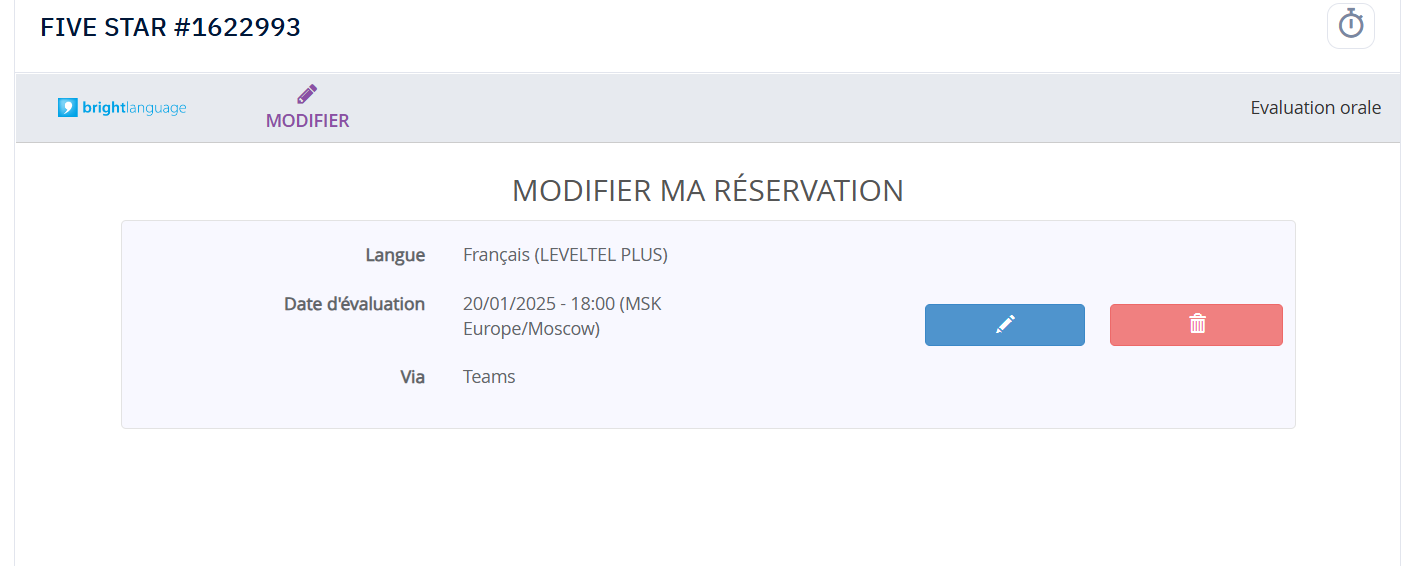 FIVE STAR #1622993
brightlanguage
MODIFIER
Evaluation orale
MODIFIER MA RÉSERVATION
Langue Français (LEVELTEL PLUS)
Date d'évaluation 20/01/2025 - 18:00 (MSK
Europe/Moscow)
Via Teams